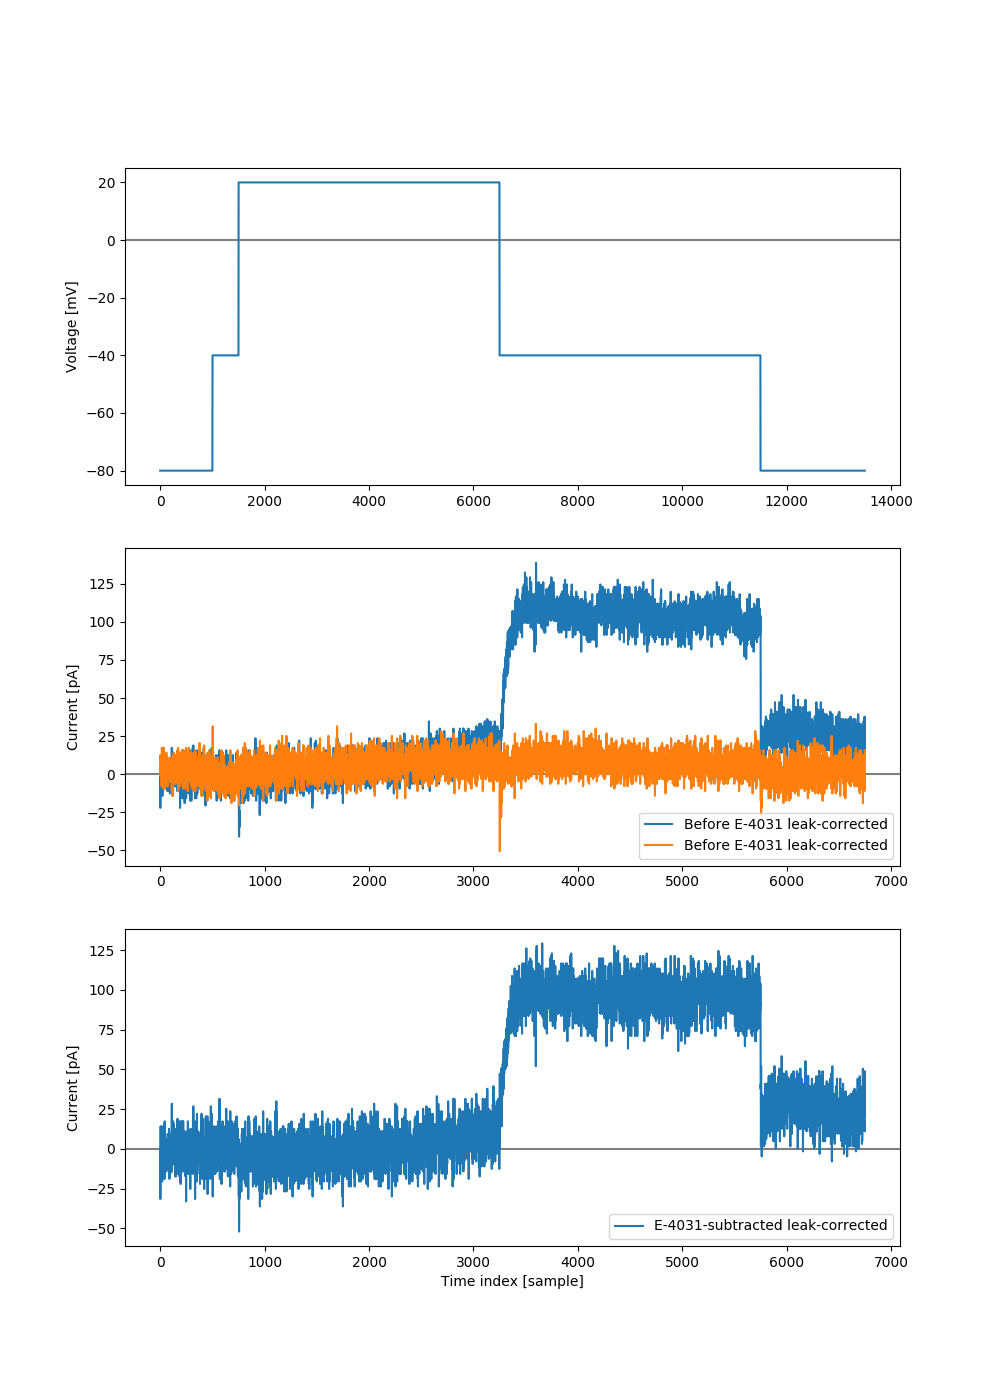 20
0
−20
−40
−60
−80
Voltage [mV]
0 2000 4000 6000 8000 10000 12000 14000
125
100
75
50
25
0
−25
−50
Current [pA]
Before E-4031 leak-corrected
Before E-4031 leak-corrected
0 1000 2000 3000 4000 5000 6000 7000
125
100
75
50
25
0
−25
−50
Current [pA]
E-4031-subtracted leak-corrected
0 1000 2000 3000 4000 5000 6000 7000
Time index [sample]